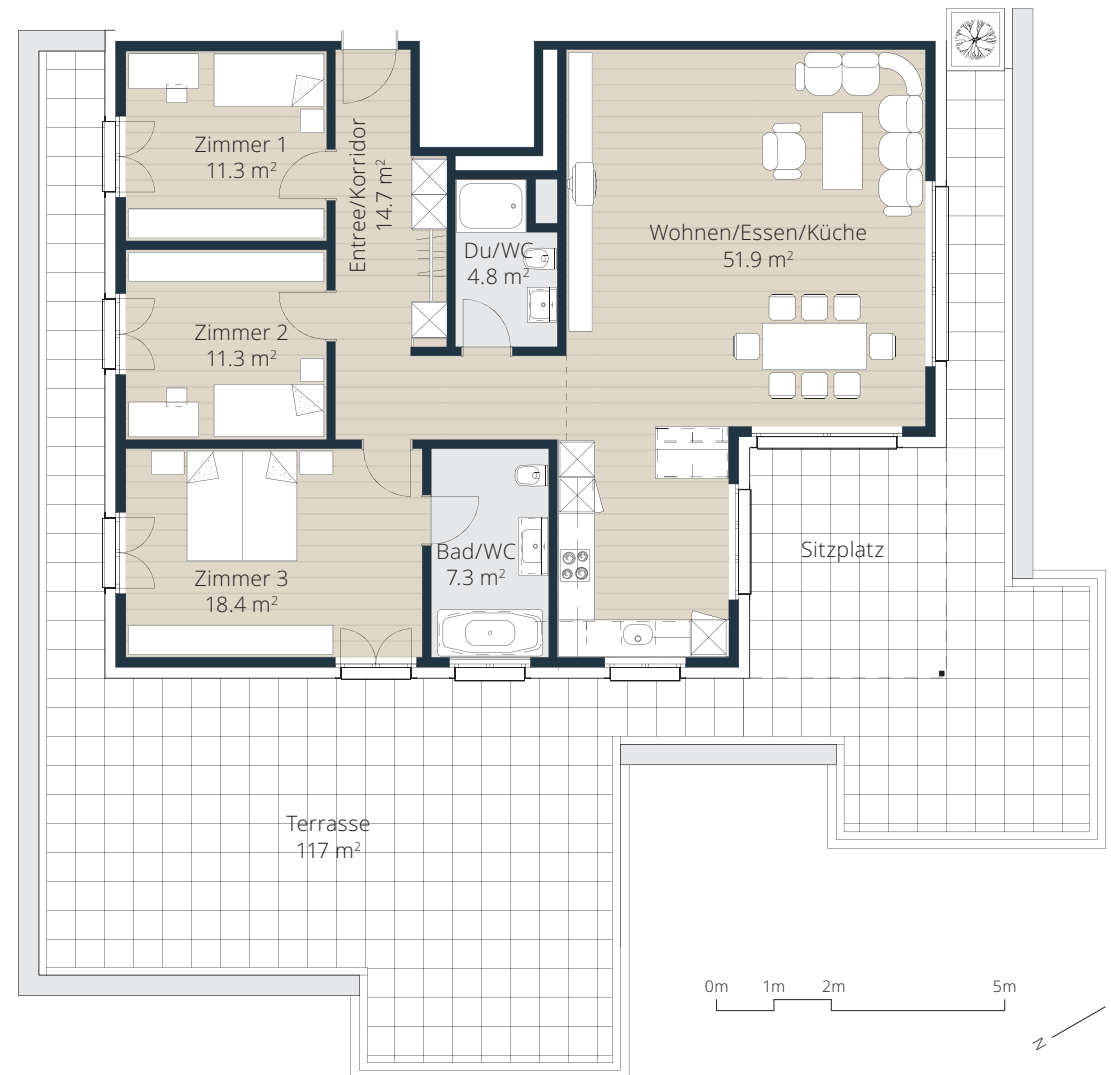 Zimmer 1
11.3 m²
Entree/Korridor
14.7 m²
Du/WC
4.8 m²
Wohnen/Essen/Küche
51.9 m²
Zimmer 2
11.3 m²
Zimmer 3
18.4 m²
Bad/WC
7.3 m²
Sitzplatz
Terrasse
117 m²
0m 1m 2m 5m
N